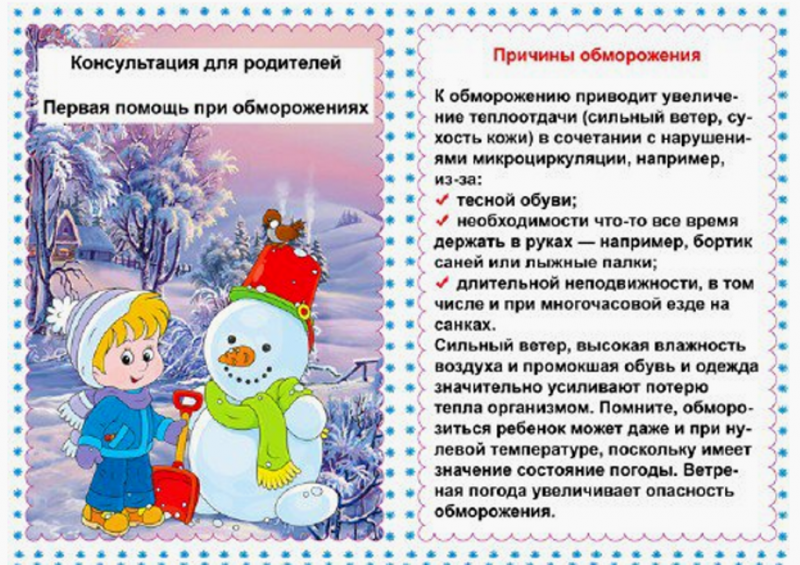 Консультация для родителей
Первая помощь при обморожениях
Причины обморожения
К обморожению приводит увеличе-
ние теплоотдачи (сильный ветер, су-
хость кожи) в сочетании с нарушени-
ями микроциркуляции, например,
из-за:
✓ тесной обуви;
✓ необходимости что-то все время
держать в руках — например, бортик
саней или лыжные палки;
✓ длительной неподвижности, в том
числе и при многочасовой езде на
санках.
Сильный ветер, высокая влажность
воздуха и промокшая обувь и одежда
значительно усиливают потерю
тепла организмом. Помните, обморо-
зиться ребенок может даже и при ну-
левой температуре, поскольку имеет
значение состояние погоды. Ветре-
ная погода увеличивает опасность
обморожения.